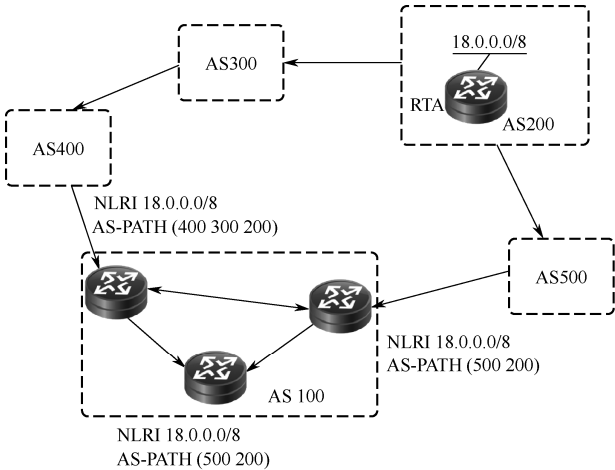 18.0.0.0/8
AS300
RTA
AS200
AS400
NLRI 18.0.0.0/8
AS-PATH (400 300 200)
AS500
NLRI 18.0.0.0/8
AS-PATH (500 200)
AS 100
NLRI 18.0.0.0/8
AS-PATH (500 200)